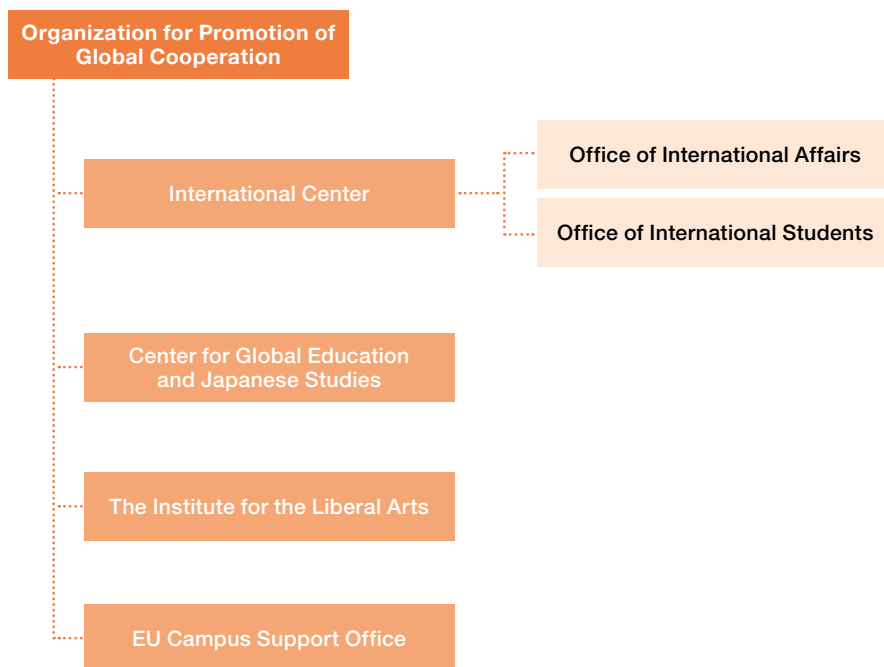 Organization for Promotion of
Global Cooperation
International Center
Office of International Affairs
Office of International Students
Center for Global Education
and Japanese Studies
The Institute for the Liberal Arts
EU Campus Support Office